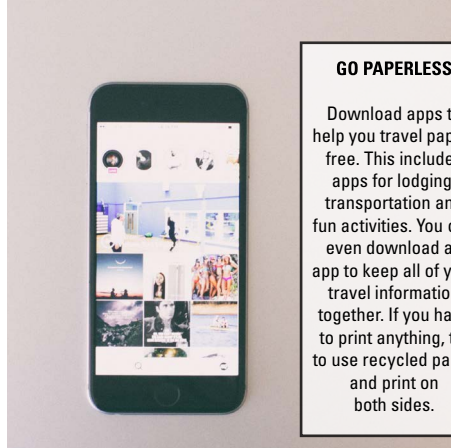 GO PAPERLESS
Download apps t
help you travel pap
free. This include
apps for lodging
transportation an
fun activities. You
even download a
app to keep all of y
travel informatio
together. If you ha
to print anything,
to use recycled pa
and print on
both sides.